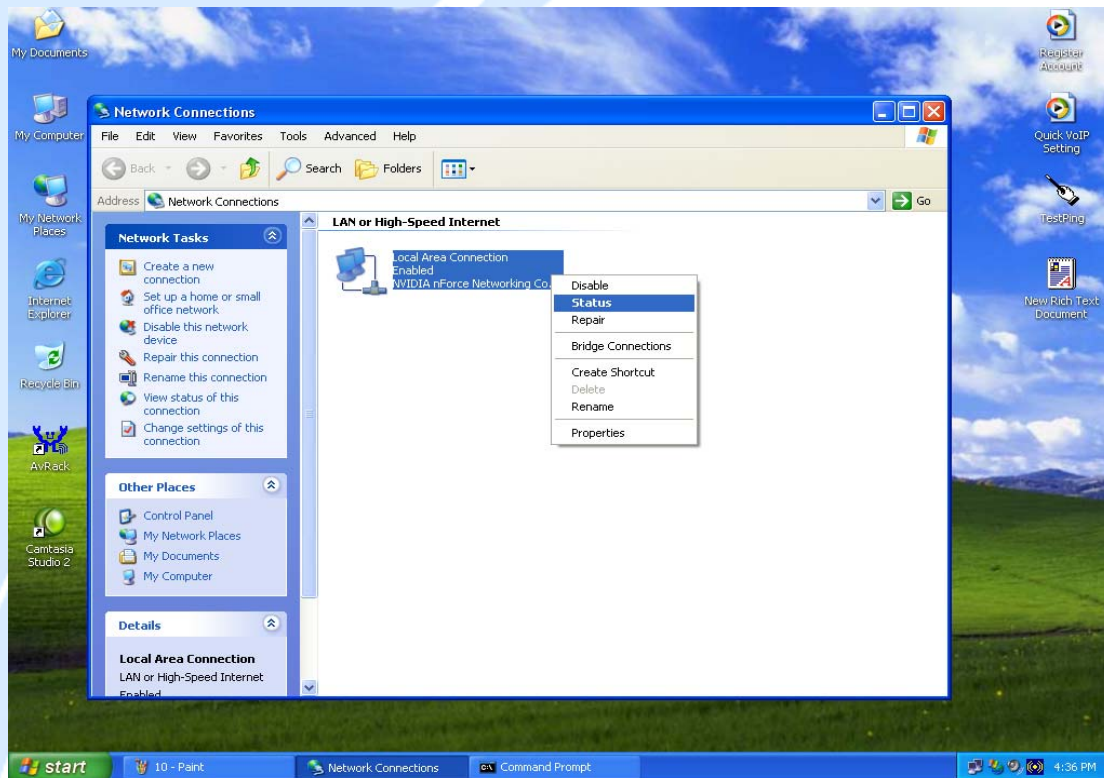 My Documents
My Computer
My Network
Places
Internet
Explorer
Recycle Bin
AvRack
Camtasia
Studio 2
Register
Account
Quick VoIP
Setting
TestPing
New Rich Text
Document
Network Connections
File Edit View Favorites Tools Advanced Help
Back Search Folders
Address Network Connections Go
Network Tasks
Create a new
connection
Set up a home or small
office network
Disable this network
device
Repair this connection
Rename this connection
View status of this
connection
Change settings of this
connection
Other Places
Control Panel
My Network Places
My Documents
My Computer
Details
Local Area Connection
LAN or High-Speed Internet
Enabled
LAN or High-Speed Internet
Local Area Connection
Enabled
NVIDIA nForce Networking Co
Disable
Status
Repair
Bridge Connections
Create Shortcut
Delete
Rename
Properties
start 10 - Paint Network Connections Command Prompt 4:36 PM